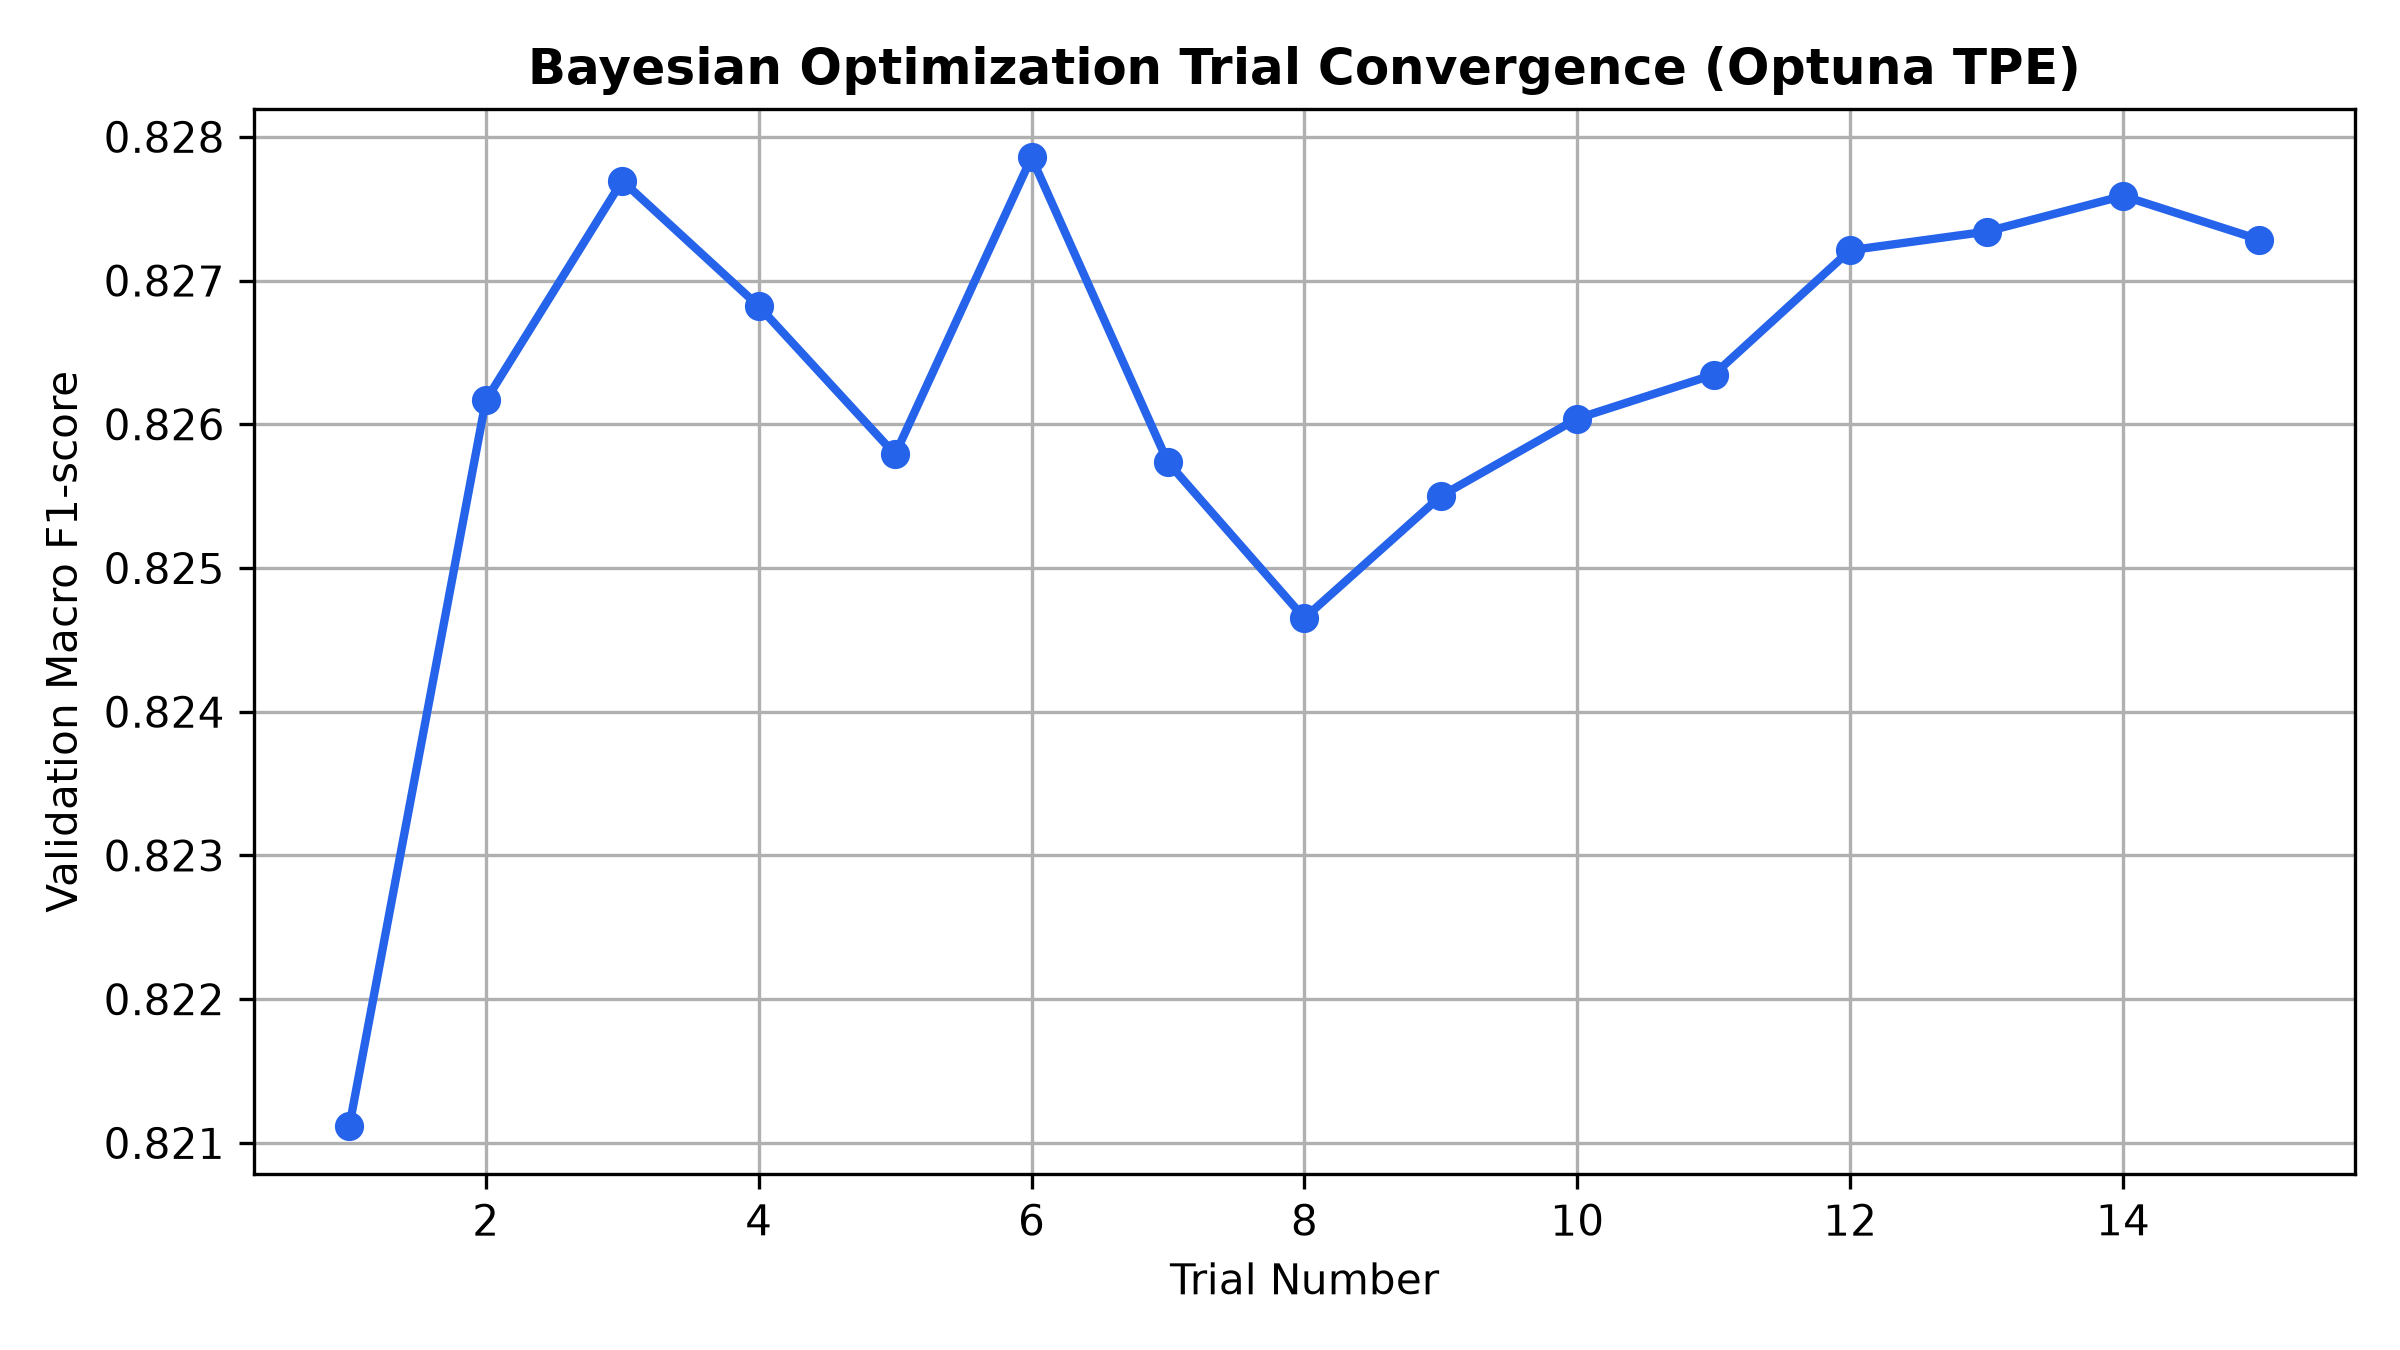 Bayesian Optimization Trial Convergence (Optuna TPE)
Validation Macro F1-score
0.828
0.827
0.826
0.825
0.824
0.823
0.822
0.821
2 4 6 8 10 12 14
Trial Number